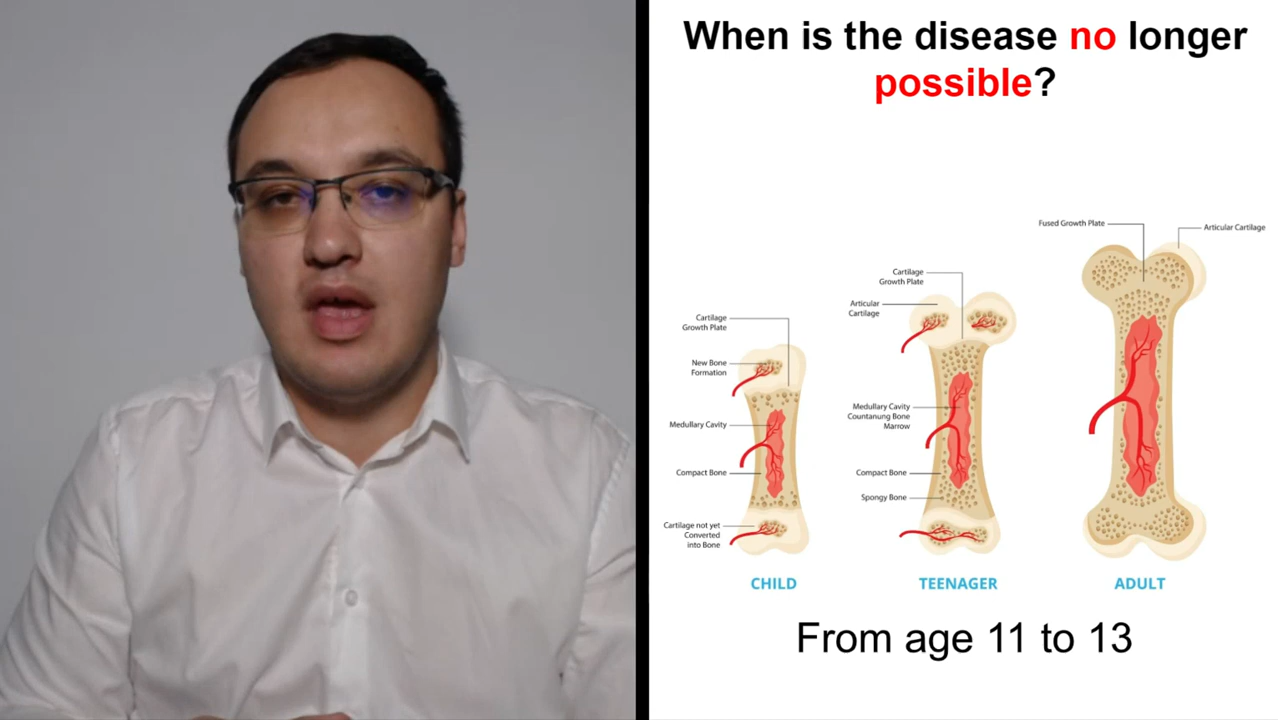 When is the disease no longer
possible?
Fused Growth Plate
Articular Cartilage
Cartilage
Growth Plate
Articular
Cartilage
Cartilage
Growth Plate
New Bone
Formation
Medullary Cavity
Medullary Cavity
Countanung Bone
Marrow
Compact Bone
Compact Bone
Spongy Bone
Cartilage not yet
Converted
into Bone
CHILD
TEENAGER
ADULT
From age 11 to 13